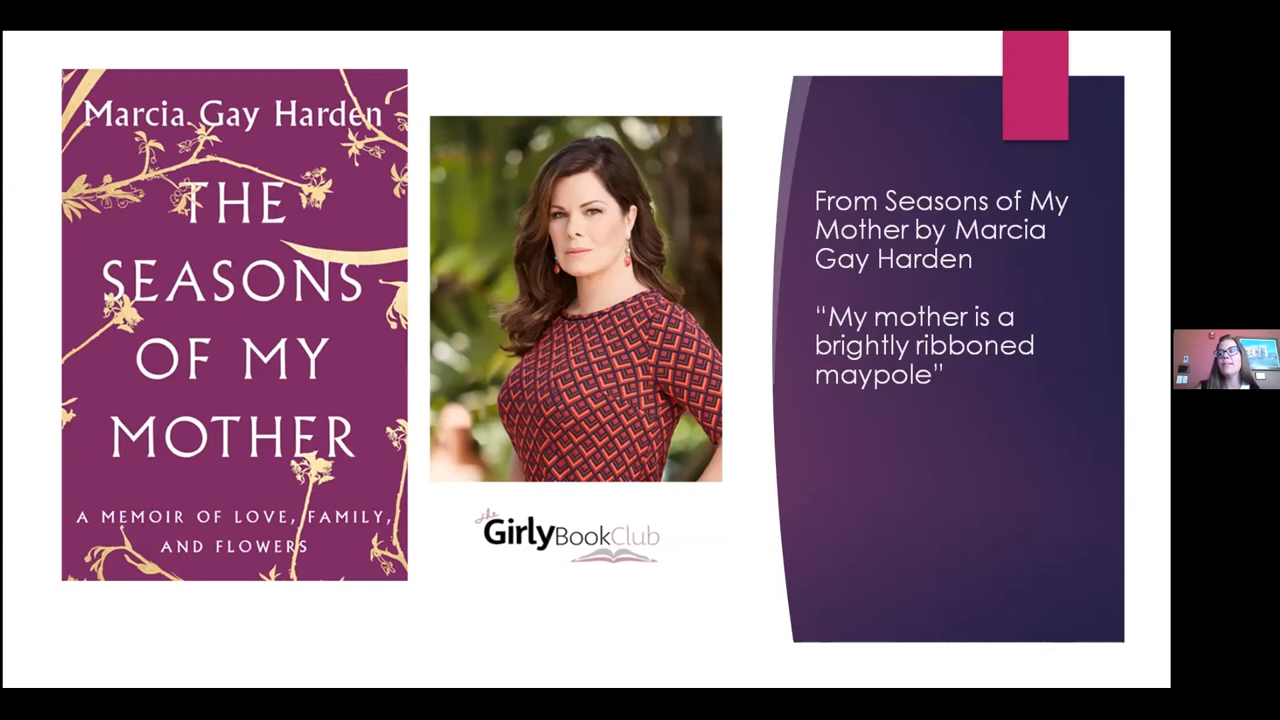 Marcia Gay Harden
THE
SEASONS
OF MY
MOTHER
A MEMOIR OF LOVE, FAMILY,
AND FLOWERS
the
GirlyBookClub
From Seasons of My
Mother by Marcia
Gay Harden
“My mother is a
brightly ribboned
maypole”